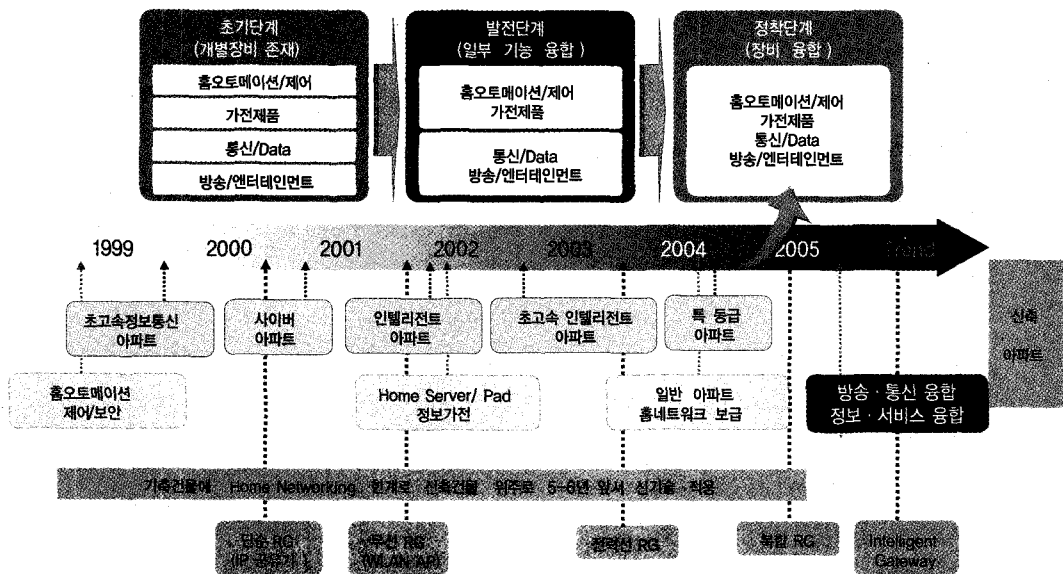 초기단계
(개별장비 존재)
홈오토메이션/제어
가전제품
통신/Data
방송/앤터테인먼트
발전단계
(일부 기능 융합)
홈오토메이션/제어
가전제품
통신/Data
방송/엔터테인먼트
정착단계
(장비 융합)
홈오토메이션/제어
가전제품
통신/Data
방송/엔터테인먼트
1999 2000 2001 2002 2003 2004 2005 Trend
초고속정보통신
아파트
사이버
아파트
인텔리전트
아파트
초고속 인텔리전트
아파트
특 등급
아파트
신축
아파트
홈오토메이션
제어/보안
Home Server/ Pad
정보가전
일반 아파트
홈네트워크 보급
방송·통신 융합
정보·서비스 융합
기축건물에 Home Networking 한계로 신축건물 위주로 5-6년 앞서 신기술 적용
단순 RG
(IP 공유기)
무선 RG
(WLAN AP)
전력선 RG
복합 RG
Intelligent
Gateway